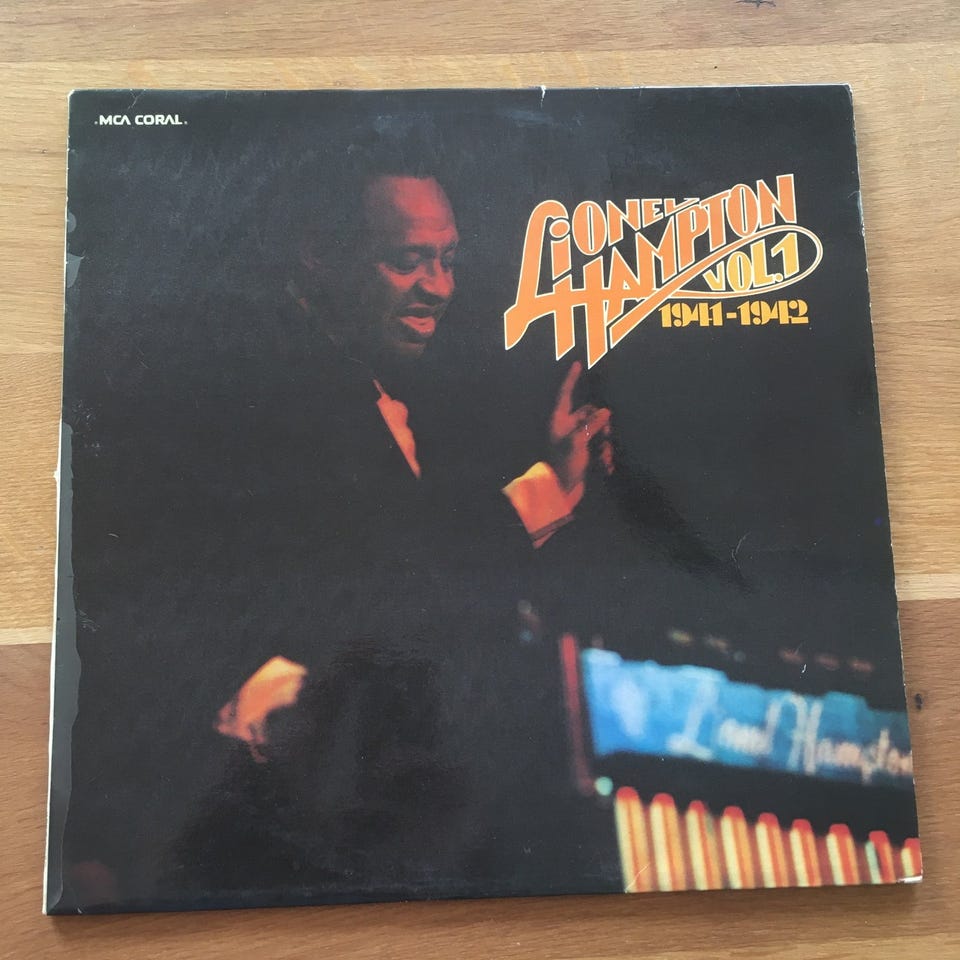 .MCA CORAL.
LIONEL
HAMPTON
VOL.1
1941-1942
Lionel Hampton